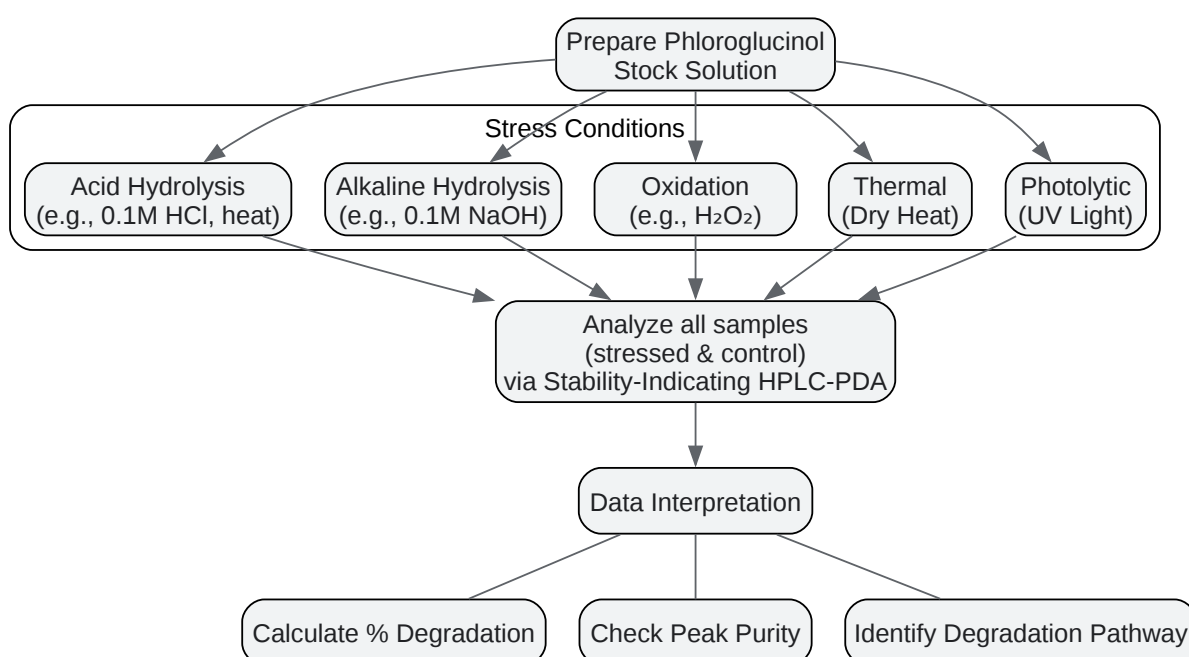 Prepare Phloroglucinol
Stock Solution
Stress Conditions
Acid Hydrolysis
(e.g., 0.1M HCl, heat)
Alkaline Hydrolysis
(e.g., 0.1M NaOH)
Oxidation
(e.g., H₂O₂)
Thermal
(Dry Heat)
Photolytic
(UV Light)
Analyze all samples
(stressed & control)
via Stability-Indicating HPLC-PDA
Data Interpretation
Calculate % Degradation
Check Peak Purity
Identify Degradation Pathway